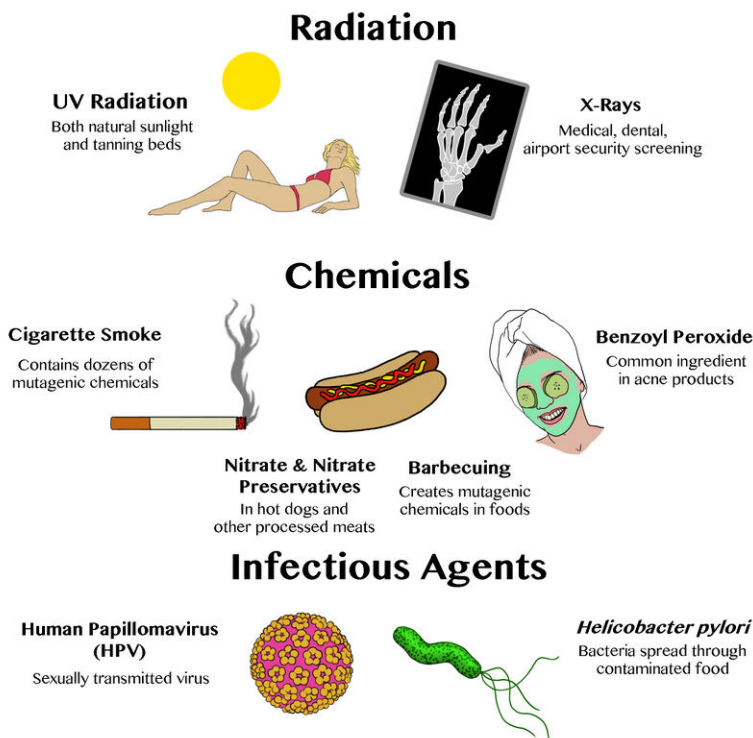 Radiation
UV Radiation
Both natural sunlight
and tanning beds
X-Rays
Medical, dental,
airport security screening
Chemicals
Cigarette Smoke
Contains dozens of
mutagenic chemicals
Benzoyl Peroxide
Common ingredient
in acne products
Nitrate & Nitrate
Preservatives
In hot dogs and
other processed meats
Barbecuing
Creates mutagenic
chemicals in foods
Infectious Agents
Human Papillomavirus
(HPV)
Sexually transmitted virus
Helicobacter pylori
Bacteria spread through
contaminated food